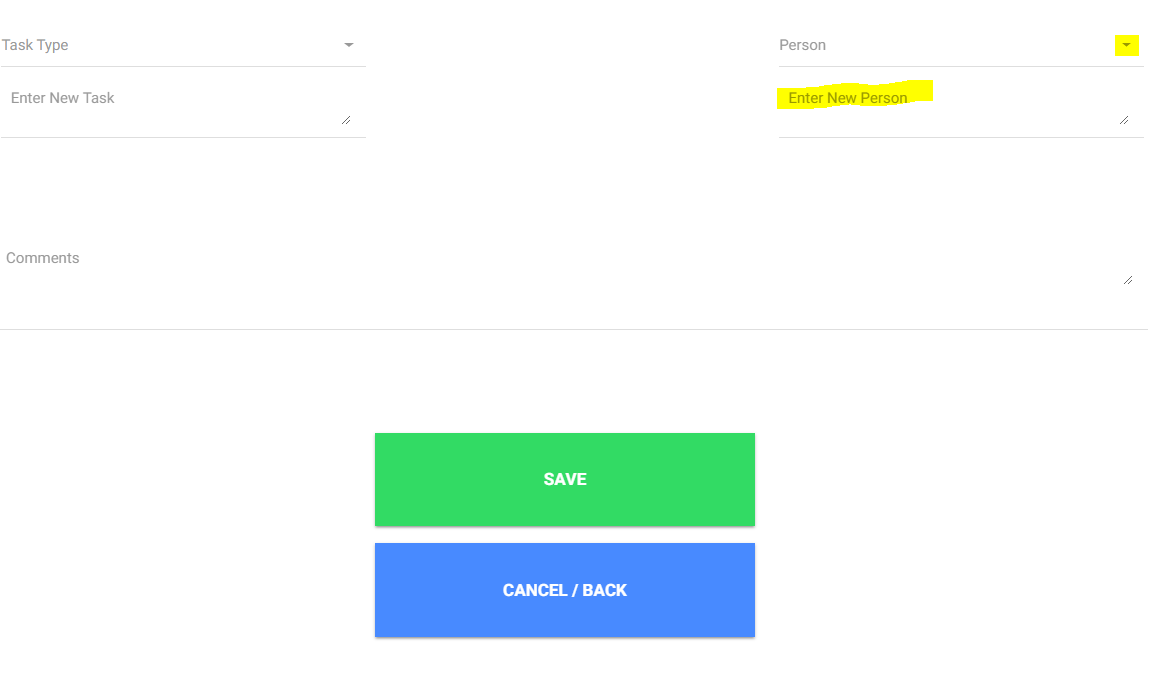 Task Type
Person
Enter New Task
Enter New Person
Comments
SAVE
CANCEL / BACK